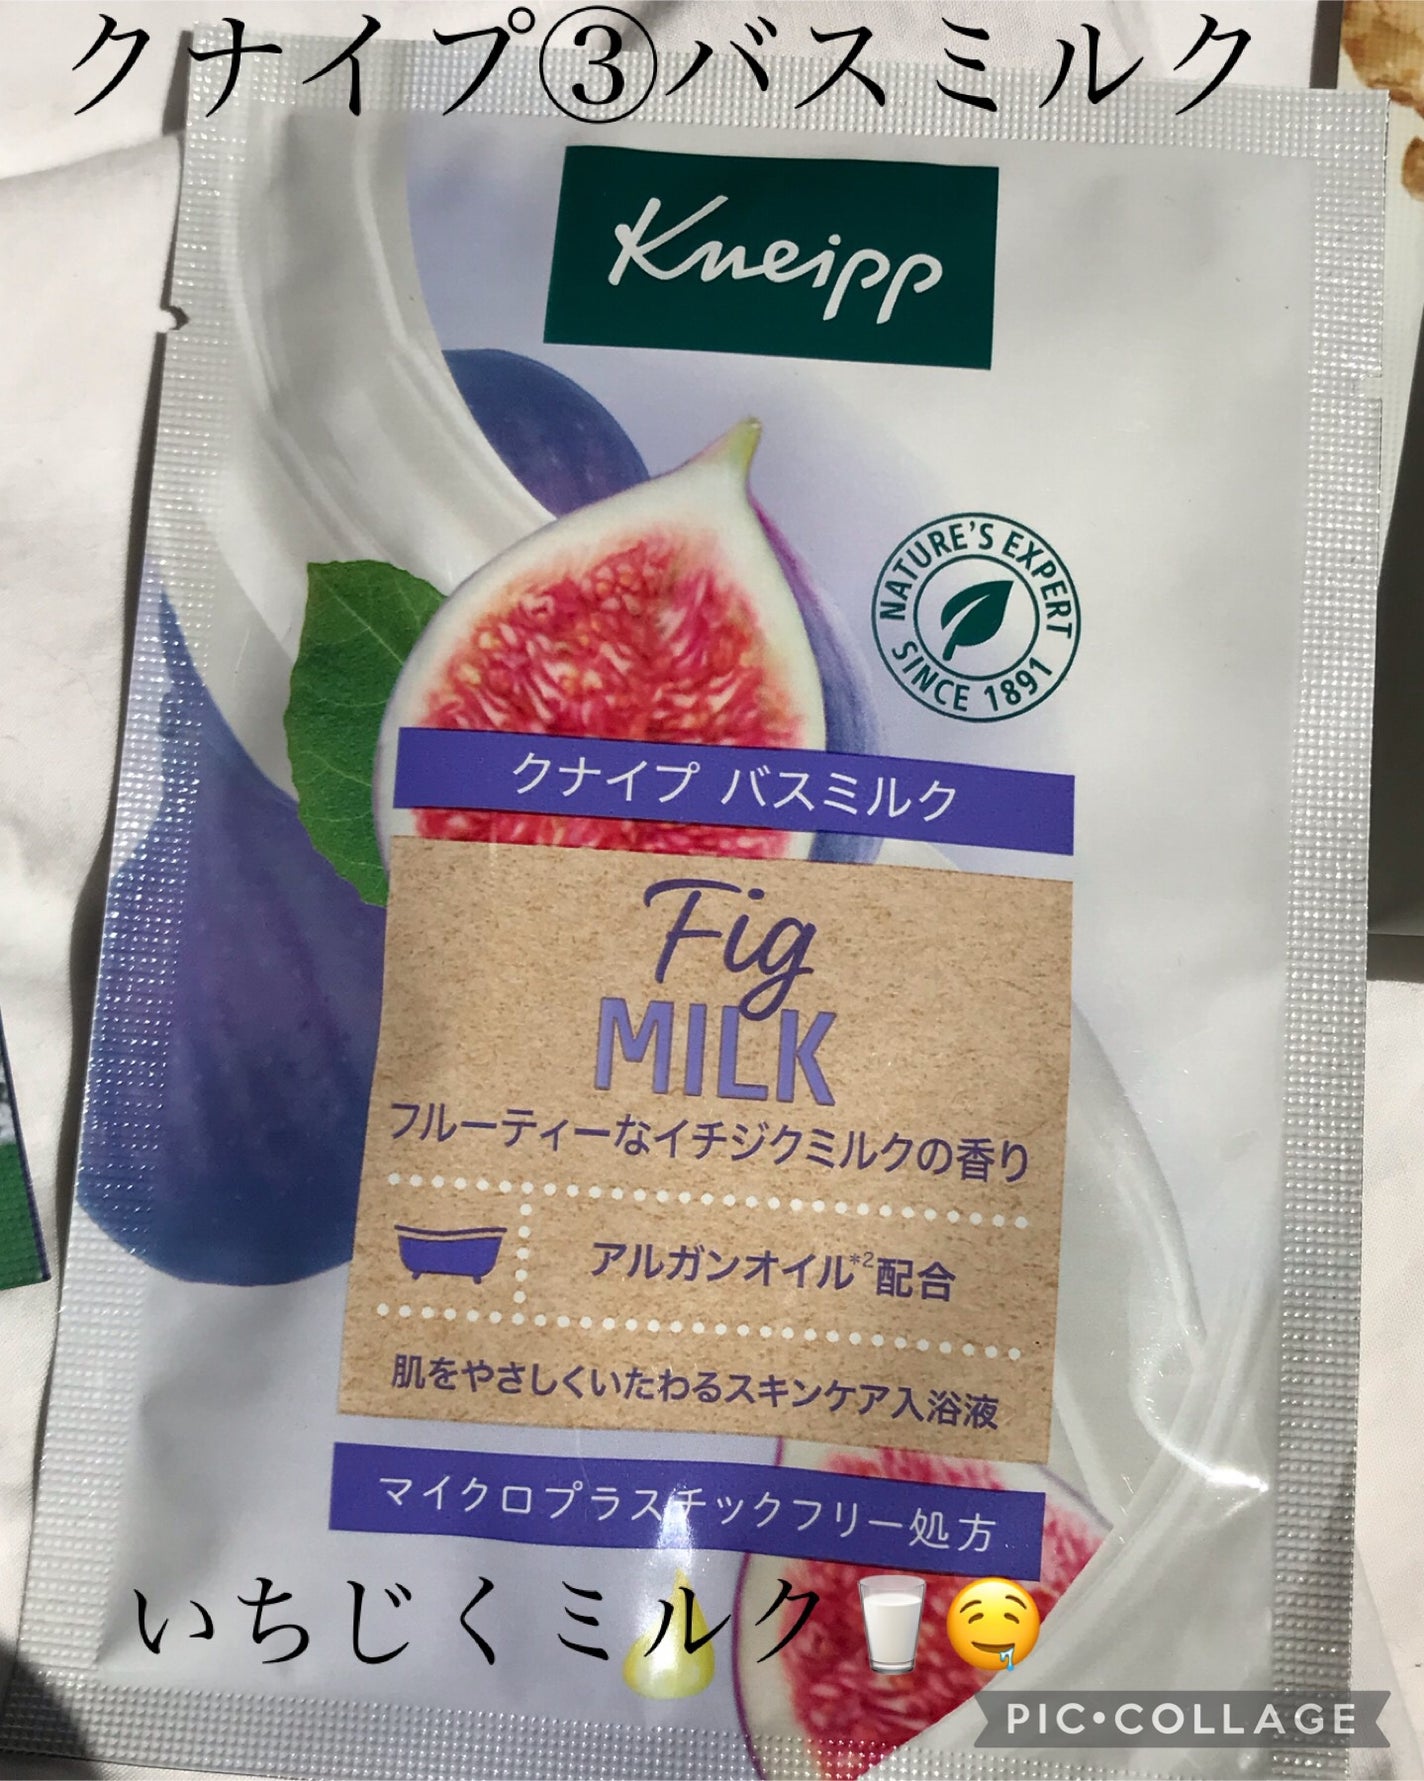 クナイプ③バスミルク
Kneipp
NATURE'S EXPERT
SINCE 1891
クナイプ バスミルク
Fig
MILK
フルーティーなイチジクミルクの香り
アルガンオイル*2配合
肌をやさしくいたわるスキンケア入浴液
マイクロプラスチックフリー処方
いちじくミルク🥛🤤
PIC•COLLAGE